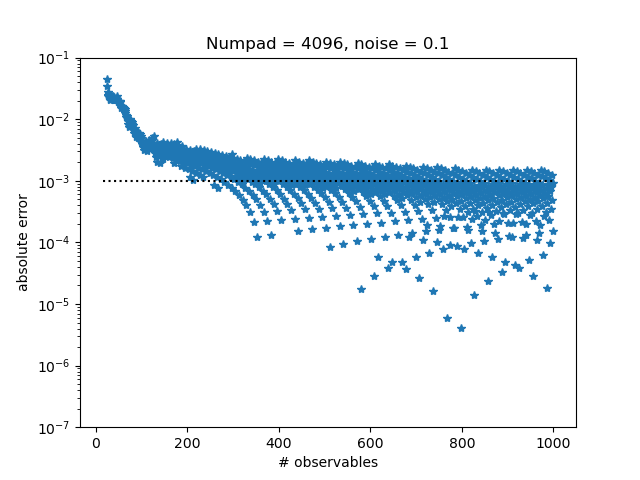 Numpad = 4096, noise = 0.1
absolute error
10⁻¹
10⁻²
10⁻³
10⁻⁴
10⁻⁵
10⁻⁶
10⁻⁷
0 200 400 600 800 1000
# observables